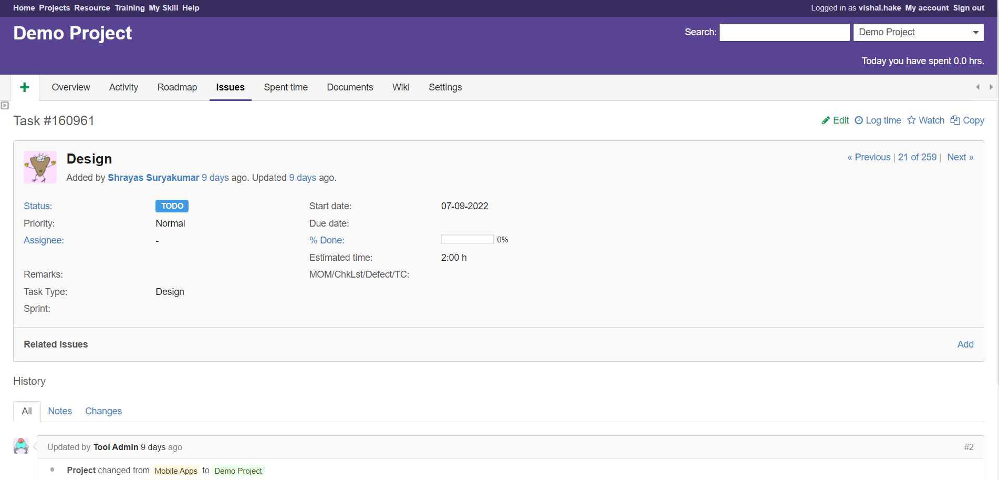 Home Projects Resource Training My Skill Help Logged in as vishal.hake My account Sign out
Demo Project Search: Demo Project
Today you have spent 0.0 hrs.
+ Overview Activity Roadmap Issues Spent time Documents Wiki Settings
Task #160961 Edit Log time Watch Copy
Design « Previous | 21 of 259 | Next »
Added by Shrayas Suryakumar 9 days ago. Updated 9 days ago.
Status: TODO Start date: 07-09-2022
Priority: Normal Due date:
Assignee: - % Done: 0%
Estimated time: 2:00 h
Remarks: MOM/ChkLst/Defect/TC:
Task Type: Design
Sprint:
Related issues Add
History
All Notes Changes
Updated by Tool Admin 9 days ago #2
Project changed from Mobile Apps to Demo Project